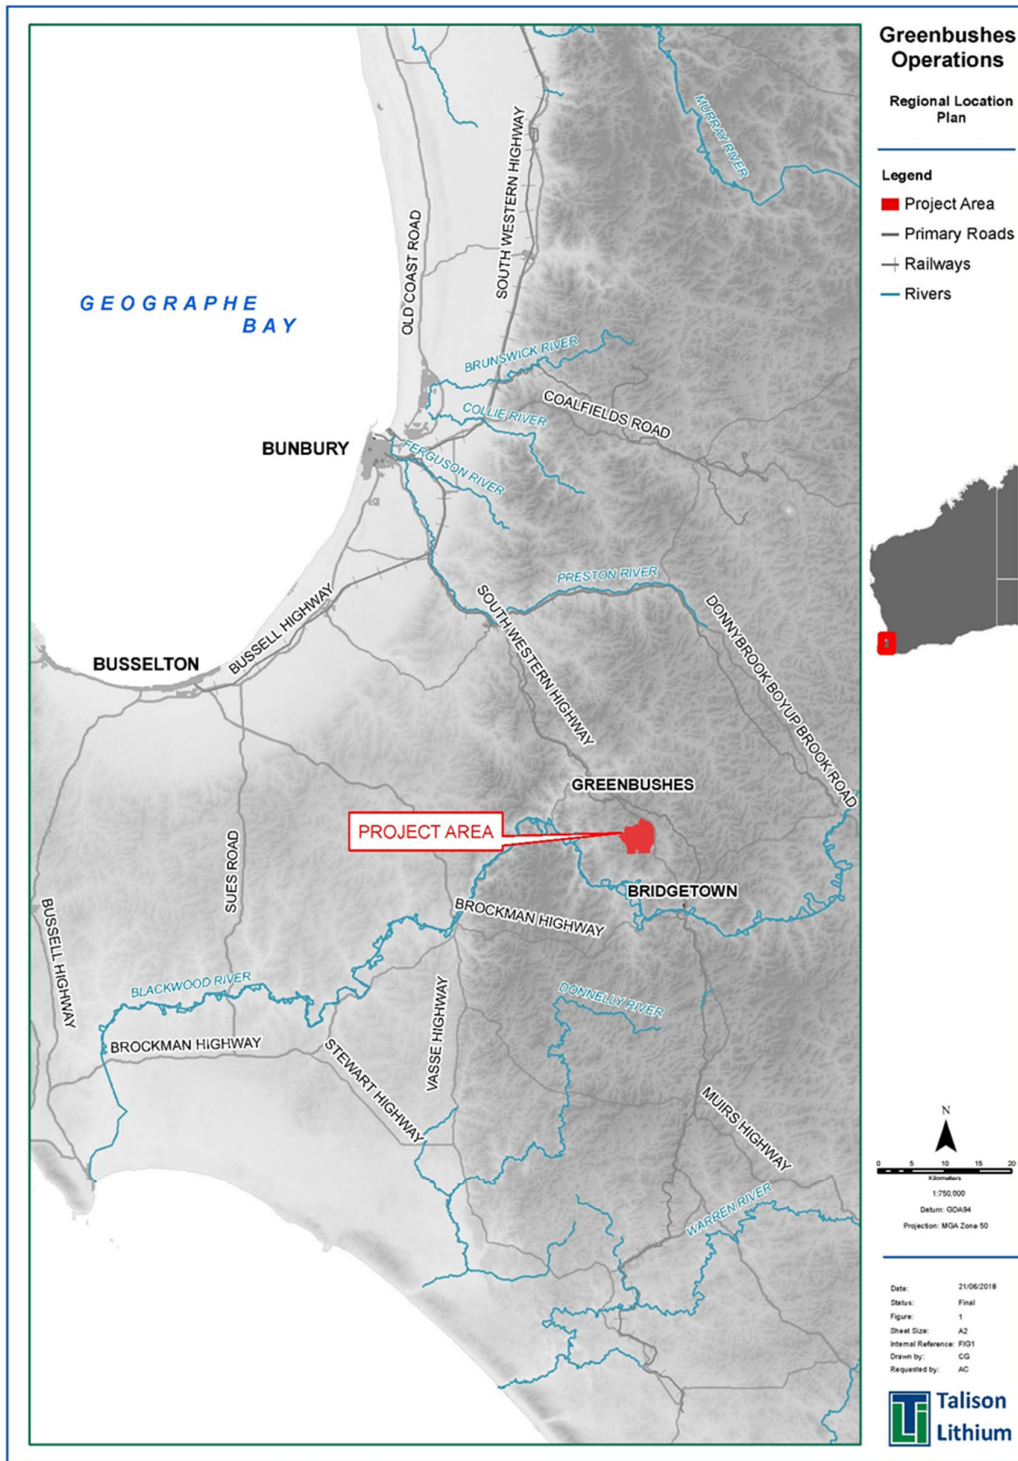 Greenbushes
Operations
Regional Location
Plan
Legend
Project Area
Primary Roads
Railways
Rivers
MURRAY RIVER
SOUTH WESTERN HIGHWAY
OLD COAST ROAD
GEOGRAPHE
BAY
BRUNSWICK RIVER
COALFIELDS ROAD
COLLIE RIVER
BUNBURY
FERGUSON RIVER
PRESTON RIVER
BUSSELL HIGHWAY
SOUTH WESTERN HIGHWAY
DONNYBROOK BOYUP BROOK ROAD
BUSSELTON
GREENBUSHES
PROJECT AREA
SUES ROAD
BRIDGETOWN
BROCKMAN HIGHWAY
BUSSELL HIGHWAY
BLACKWOOD RIVER
DONNELLY RIVER
VASSE HIGHWAY
BROCKMAN HIGHWAY
STEWART HIGHWAY
MUIRS HIGHWAY
WARREN RIVER
N
0 5 10 15 20
Kilometers
1:750,000
Datum: GDA94
Projection: MGA Zone 50
Date: 21/06/2018
Status: Final
Figure: 1
Sheet Size: A2
Internal Reference: FIG1
Drawn by: CG
Requested by: AC
Talison
Lithium